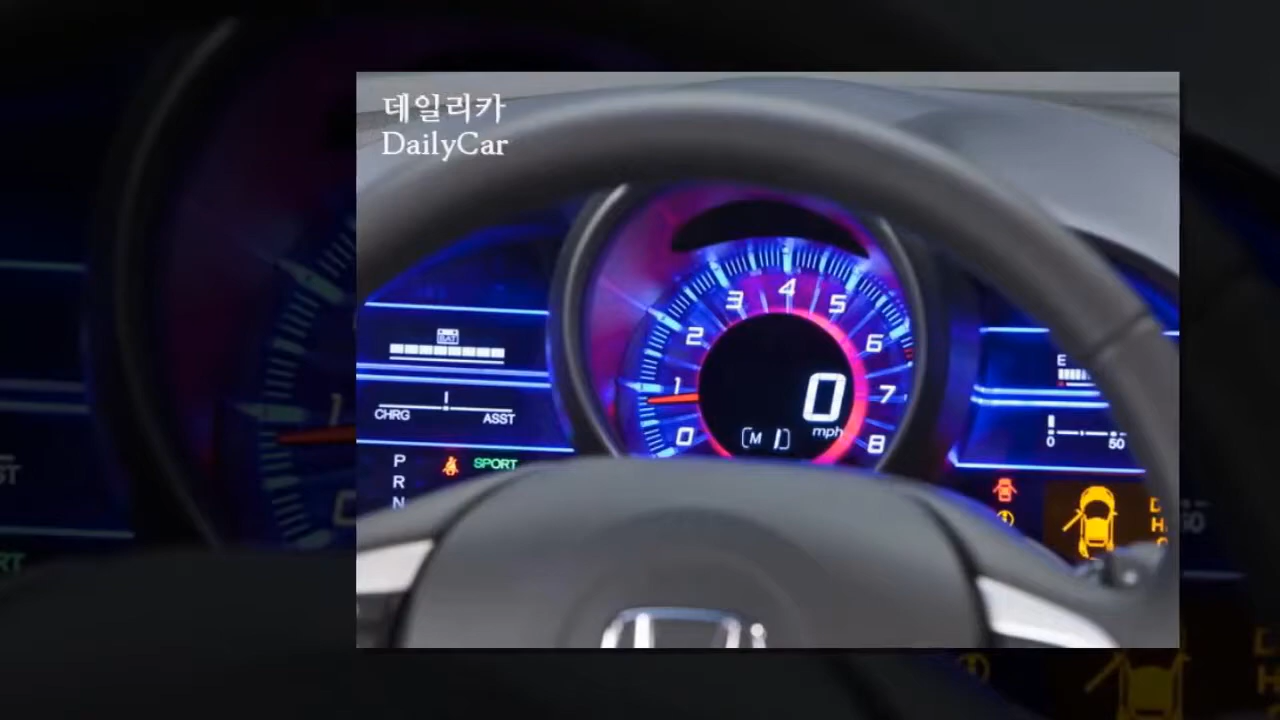 데일리카
DailyCar
0 1 2 3 4 5 6 7 8
BAT
CHRG
ASST
P
R
N
SPORT
0
mph
[M 1]
E
0
50